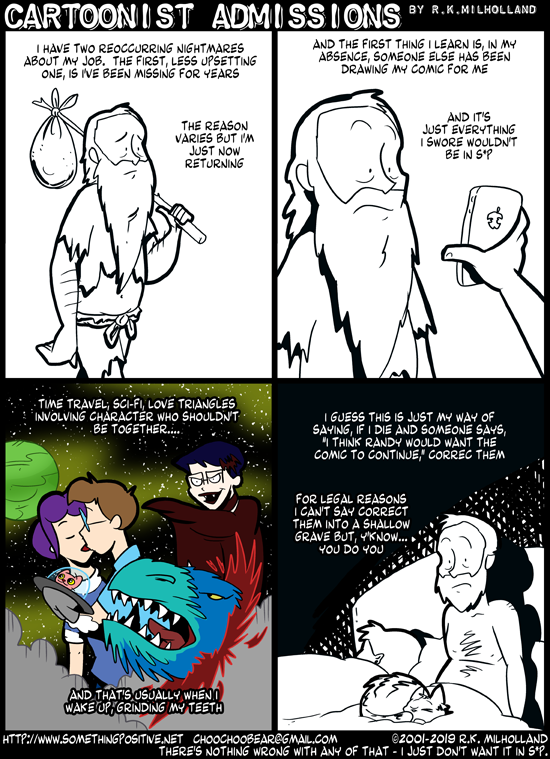 CARTOONIST ADMISSIONS BY R.K.MILHOLLAND
I HAVE TWO REOCCURRING NIGHTMARES
ABOUT MY JOB. THE FIRST, LESS UPSETTING
ONE, IS I'VE BEEN MISSING FOR YEARS
THE REASON
VARIES BUT I'M
JUST NOW
RETURNING
AND THE FIRST THING I LEARN IS, IN MY
ABSENCE, SOMEONE ELSE HAS BEEN
DRAWING MY COMIC FOR ME
AND IT'S
JUST EVERYTHING
I SWORE WOULDN'T
BE IN S*P
TIME TRAVEL, SCI-FI, LOVE TRIANGLES
INVOLVING CHARACTER WHO SHOULDN'T
BE TOGETHER....
AND THAT'S USUALLY WHEN I
WAKE UP, GRINDING MY TEETH
I GUESS THIS IS JUST MY WAY OF
SAYING, IF I DIE AND SOMEONE SAYS,
"I THINK RANDY WOULD WANT THE
COMIC TO CONTINUE," CORREC THEM
FOR LEGAL REASONS
I CAN'T SAY CORRECT
THEM INTO A SHALLOW
GRAVE BUT, Y'KNOW...
YOU DO YOU
HTTP://WWW.SOMETHINGPOSITIVE.NET CHOOCHOOBEAR@GMAIL.COM ©2001-2019 R.K. MILHOLLAND
THERE'S NOTHING WRONG WITH ANY OF THAT - I JUST DON'T WANT IT IN S*P.